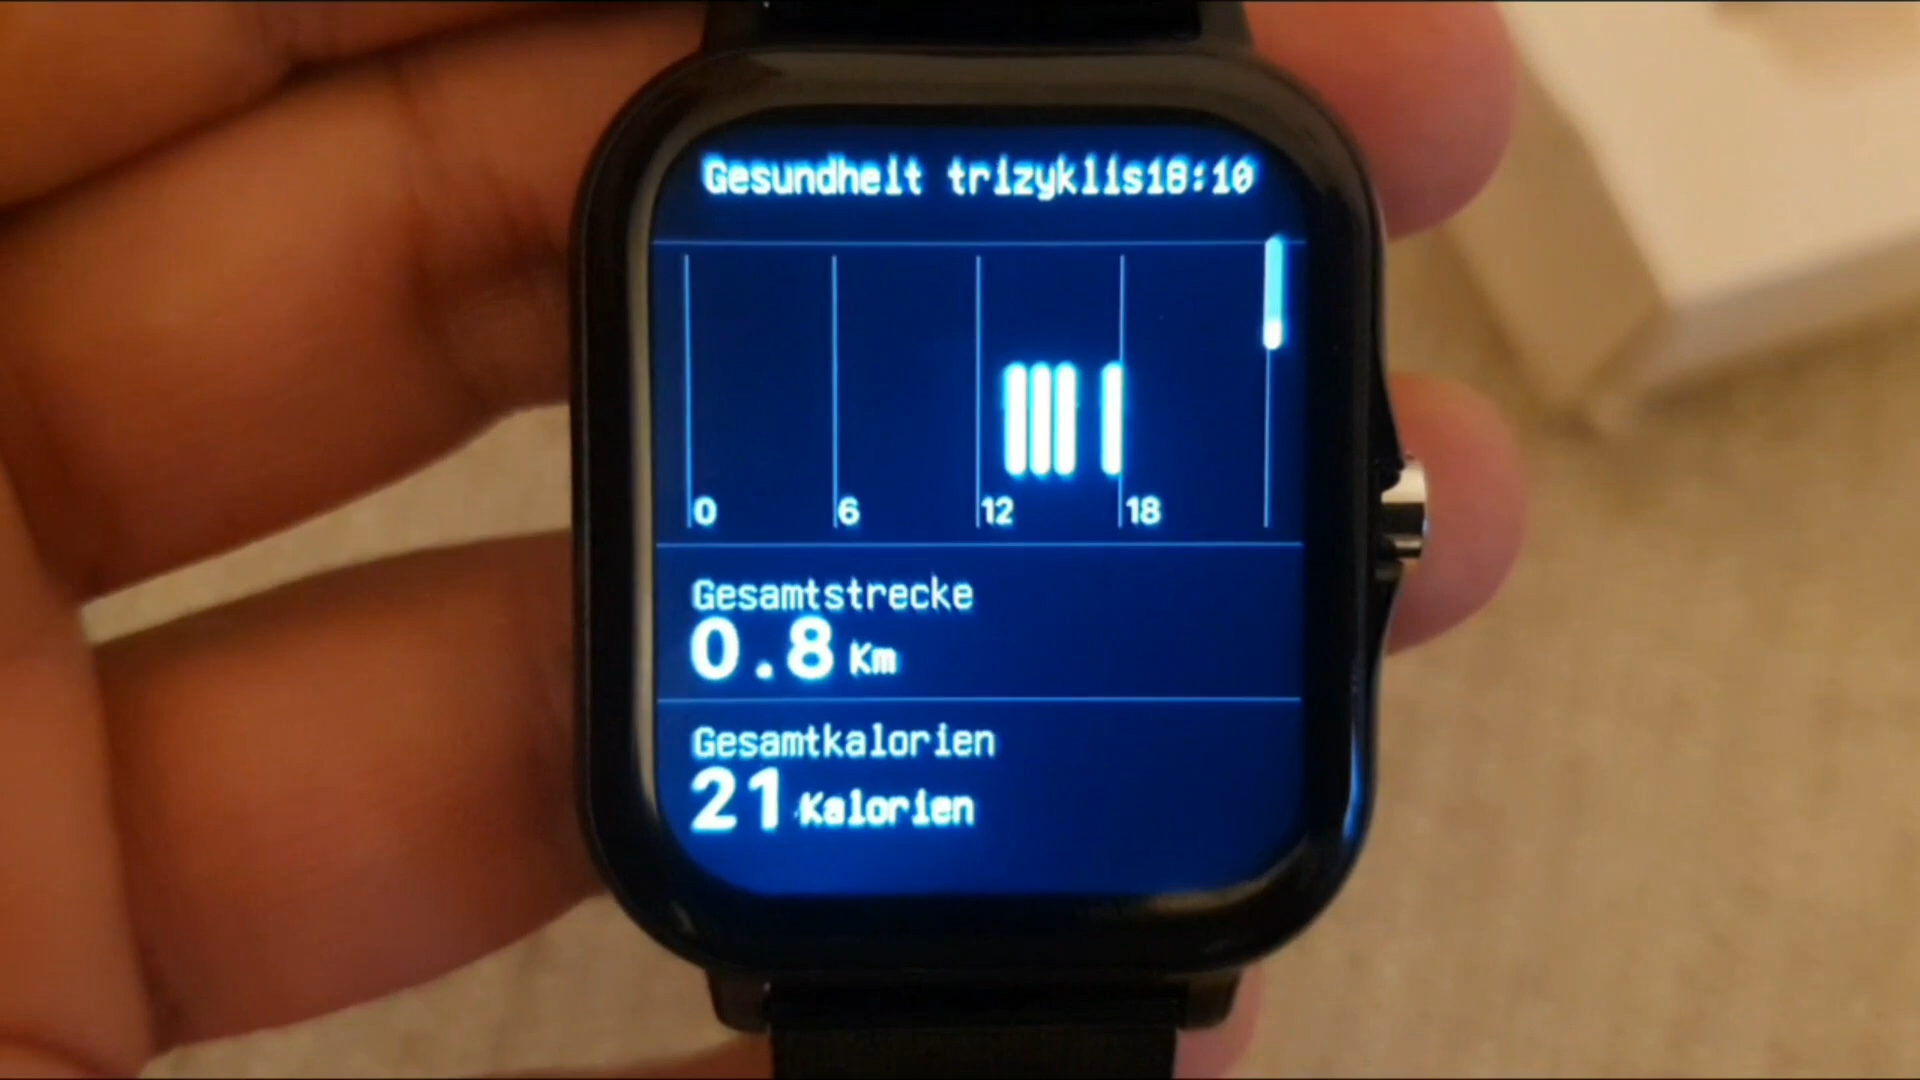 Gesundheit trizyklis18:10
0 6 12 18
Gesamtstrecke
0.8 Km
Gesamtkalorien
21 Kalorien